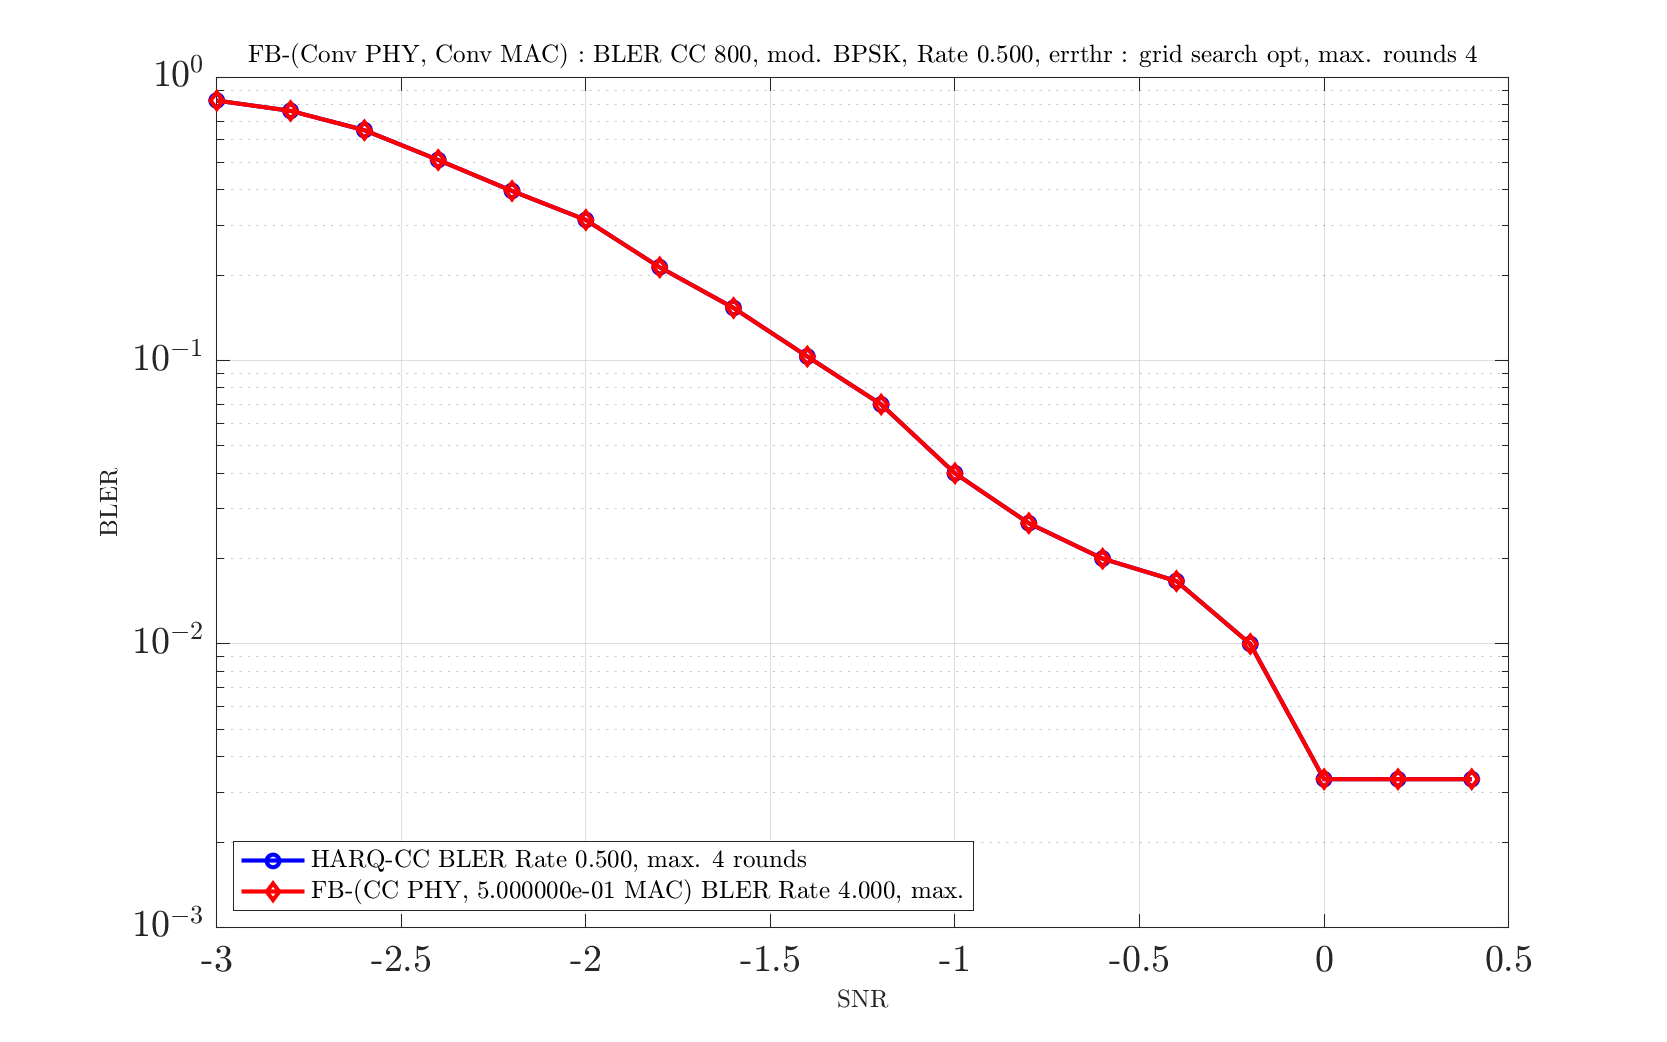 FB-(Conv PHY, Conv MAC) : BLER CC 800, mod. BPSK, Rate 0.500, errthr : grid search opt, max. rounds 4
10^0
10^-1
10^-2
10^-3
BLER
HARQ-CC BLER Rate 0.500, max. 4 rounds
FB-(CC PHY, 5.000000e-01 MAC) BLER Rate 4.000, max.
-3 -2.5 -2 -1.5 -1 -0.5 0 0.5
SNR